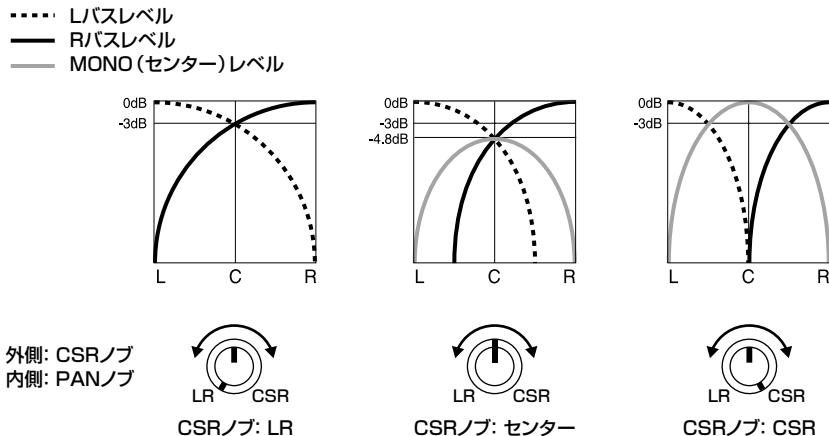 Lバスレベル
Rバスレベル
MONO（センター）レベル
0dB
-3dB
L C R
0dB
-3dB
-4.8dB
L C R
0dB
-3dB
L C R
外側： CSRノブ
内側： PANノブ
LR CSR
CSRノブ： LR
LR CSR
CSRノブ： センター
LR CSR
CSRノブ： CSR